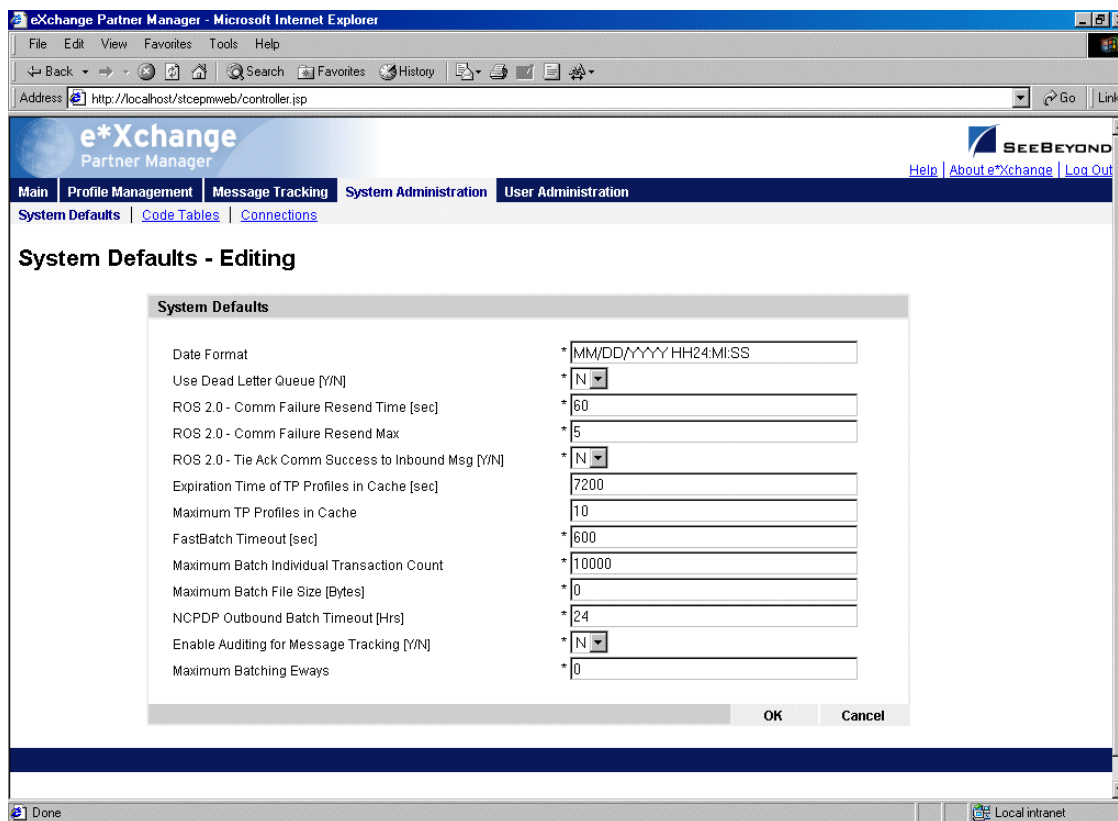 eXchange Partner Manager - Microsoft Internet Explorer
File Edit View Favorites Tools Help
Back Search Favorites History
Address http://localhost/stcepmweb/controller.jsp Go Link
e*Xchange
Partner Manager
SEEBEYOND
Help | About e*Xchange | Log Out
Main Profile Management Message Tracking System Administration User Administration
System Defaults | Code Tables | Connections
System Defaults - Editing
System Defaults
Date Format * MM/DD/YYYY HH24:MI:SS
Use Dead Letter Queue [Y/N] * N
ROS 2.0 - Comm Failure Resend Time [sec] * 60
ROS 2.0 - Comm Failure Resend Max * 5
ROS 2.0 - Tie Ack Comm Success to Inbound Msg [Y/N] * N
Expiration Time of TP Profiles in Cache [sec] 7200
Maximum TP Profiles in Cache 10
FastBatch Timeout [sec] * 600
Maximum Batch Individual Transaction Count * 10000
Maximum Batch File Size [Bytes] * 0
NCPDP Outbound Batch Timeout [Hrs] * 24
Enable Auditing for Message Tracking [Y/N] * N
Maximum Batching Eways * 0
OK Cancel
Done Local intranet